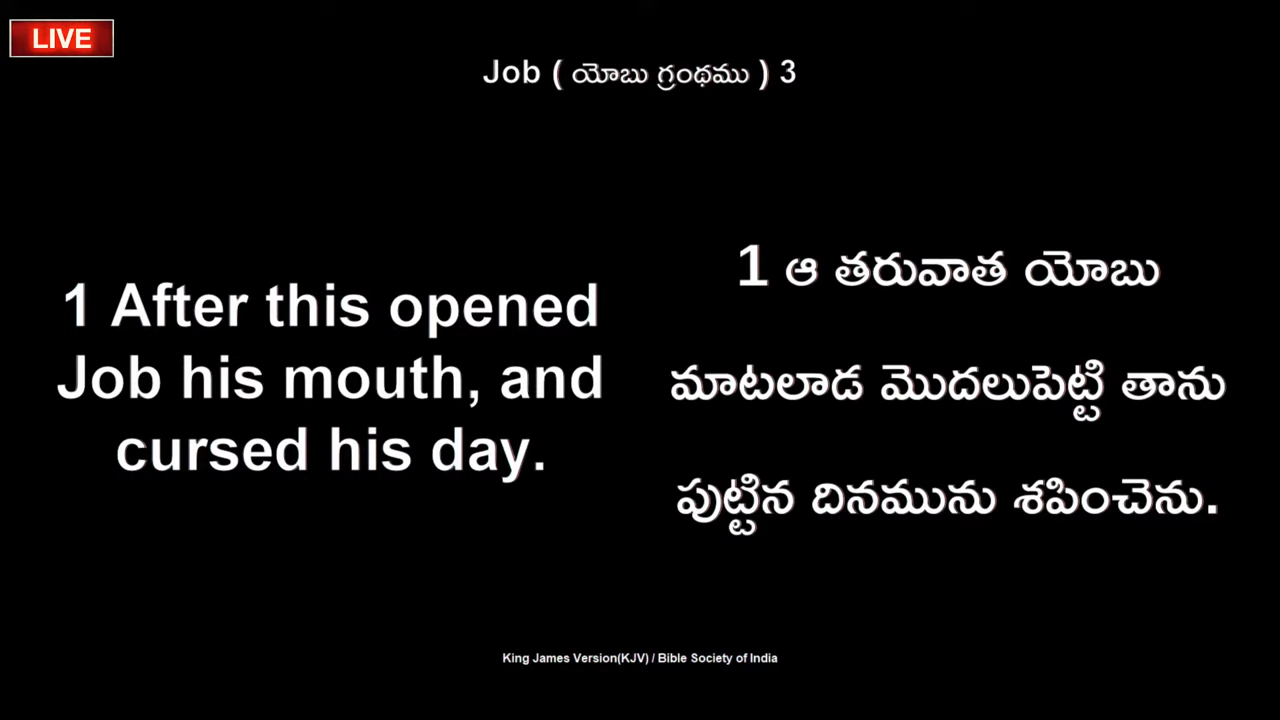 LIVE
Job ( యోబు గ్రంథము ) 3
1 After this opened
Job his mouth, and
cursed his day.
1 ఆ తరువాత యోబు
మాటలాడ మొదలుపెట్టి తాను
పుట్టిన దినమును శపించెను.
King James Version(KJV) / Bible Society of India